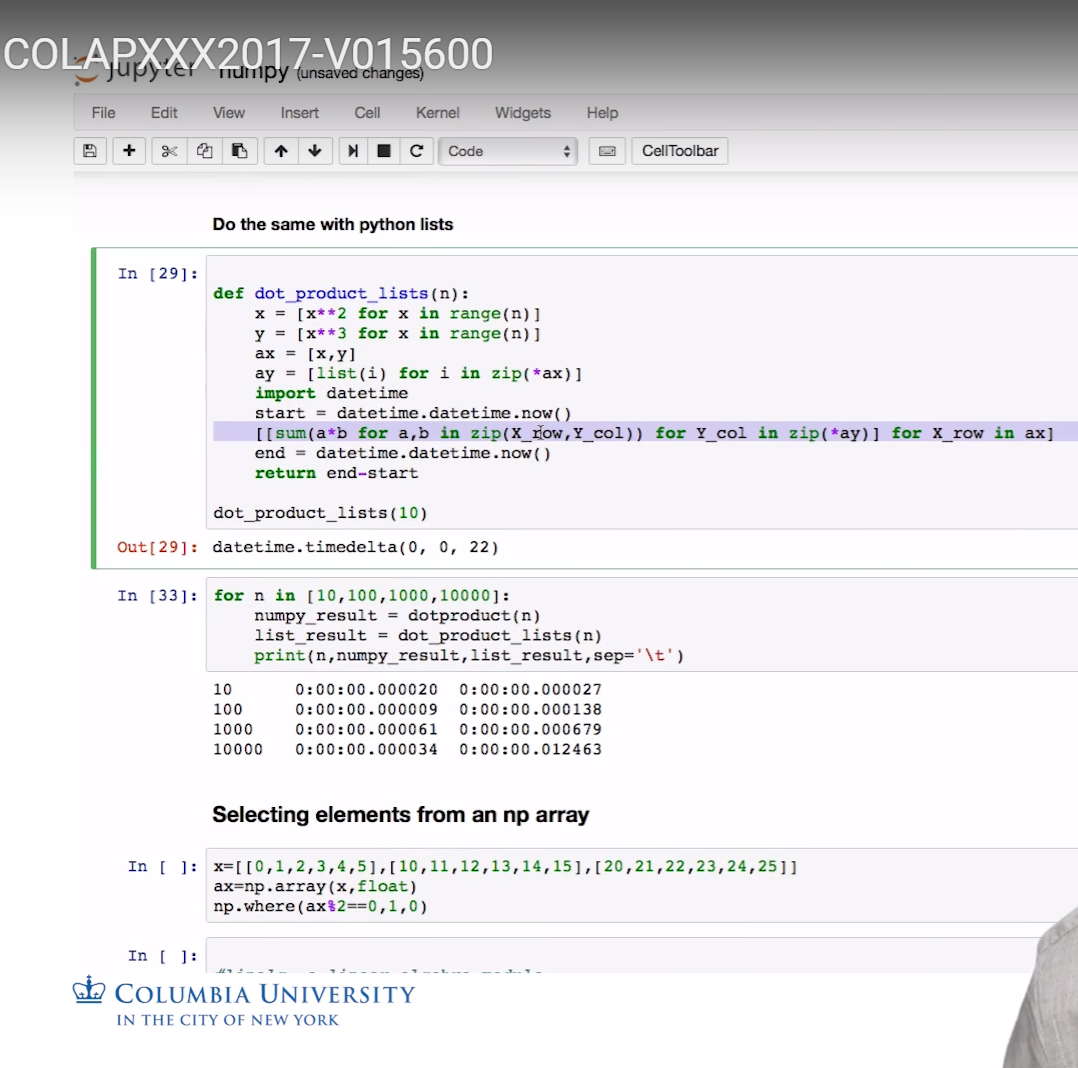 COLAPXXX2017-V015600
jupyter numpy (unsaved changes)
File Edit View Insert Cell Kernel Widgets Help
Code CellToolbar
Do the same with python lists
In [29]:
def dot_product_lists(n):
    x = [x**2 for x in range(n)]
    y = [x**3 for x in range(n)]
    ax = [x,y]
    ay = [list(i) for i in zip(*ax)]
    import datetime
    start = datetime.datetime.now()
    [[sum(a*b for a,b in zip(X_row,Y_col)) for Y_col in zip(*ay)] for X_row in ax]
    end = datetime.datetime.now()
    return end-start
dot_product_lists(10)
Out[29]: datetime.timedelta(0, 0, 22)
In [33]: for n in [10,100,1000,10000]:
    numpy_result = dotproduct(n)
    list_result = dot_product_lists(n)
    print(n,numpy_result,list_result,sep='\t')
10 0:00:00.000020 0:00:00.000027
100 0:00:00.000009 0:00:00.000138
1000 0:00:00.000061 0:00:00.000679
10000 0:00:00.000034 0:00:00.012463
Selecting elements from an np array
In [ ]: x=[[0,1,2,3,4,5],[10,11,12,13,14,15],[20,21,22,23,24,25]]
ax=np.array(x,float)
np.where(ax%2==0,1,0)
In [ ]:
COLUMBIA UNIVERSITY
IN THE CITY OF NEW YORK